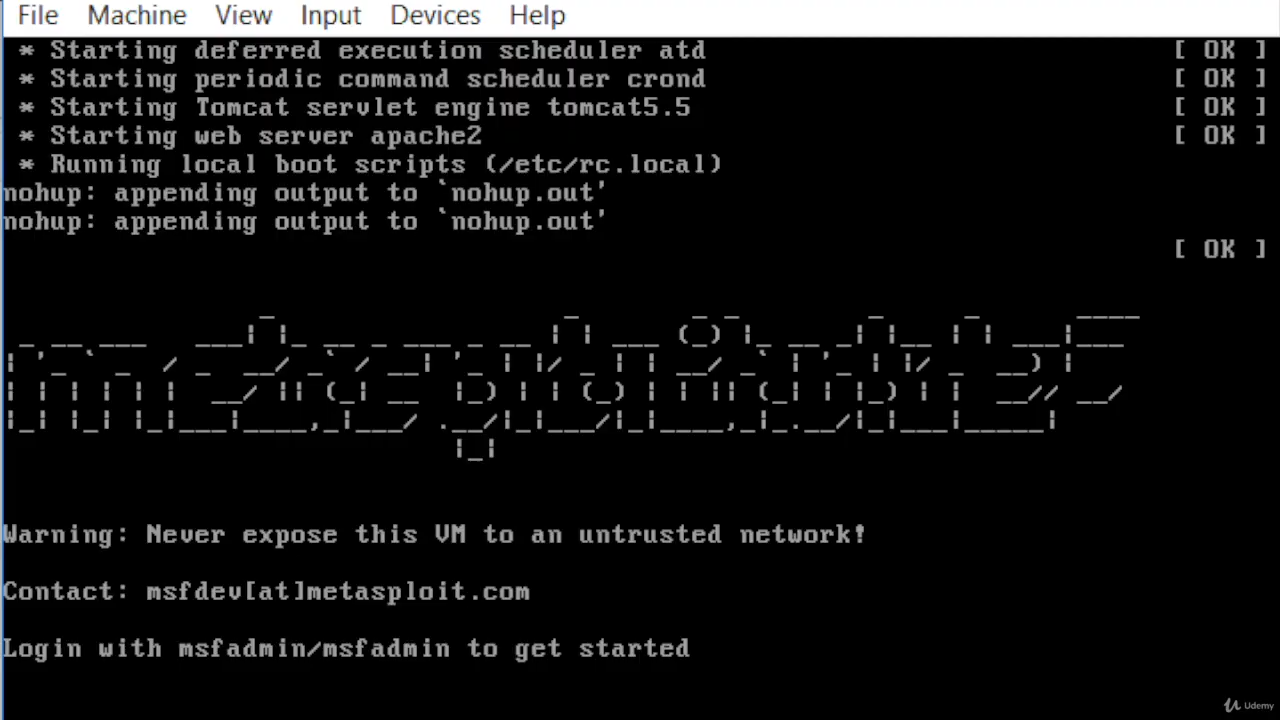 File Machine View Input Devices Help
* Starting deferred execution scheduler atd [ OK ]
* Starting periodic command scheduler crond [ OK ]
* Starting Tomcat servlet engine tomcat5.5 [ OK ]
* Starting web server apache2 [ OK ]
* Running local boot scripts (/etc/rc.local)
nohup: appending output to `nohup.out'
nohup: appending output to `nohup.out'
[ OK ]
metasploitable2
Warning: Never expose this VM to an untrusted network!
Contact: msfdev[at]metasploit.com
Login with msfadmin/msfadmin to get started
Udemy